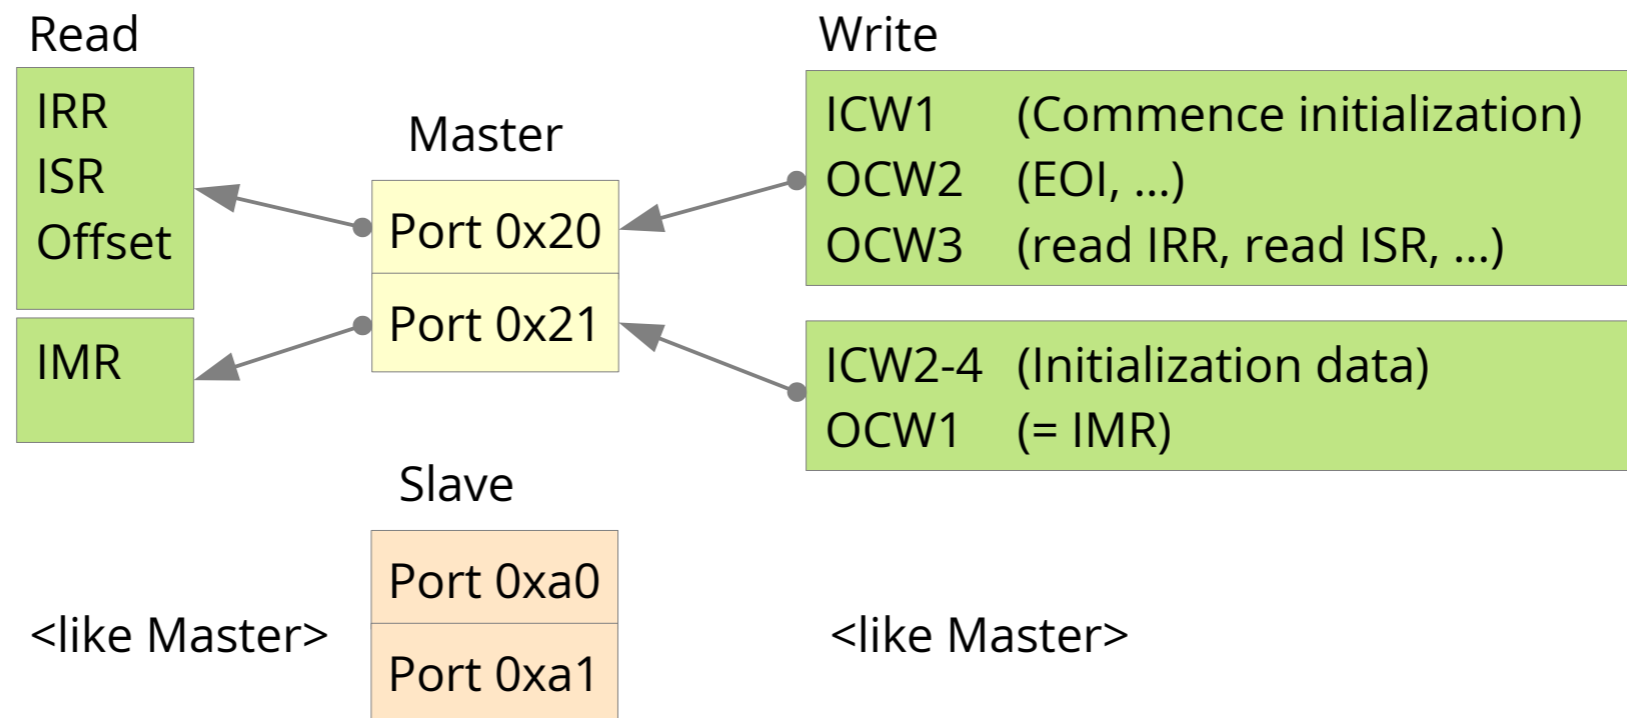 Read
IRR
ISR
Offset
IMR
Master
Port 0x20
Port 0x21
Write
ICW1 (Commence initialization)
OCW2 (EOI, ...)
OCW3 (read IRR, read ISR, ...)
ICW2-4 (Initialization data)
OCW1 (= IMR)
Slave
<like Master>
Port 0xa0
Port 0xa1
<like Master>